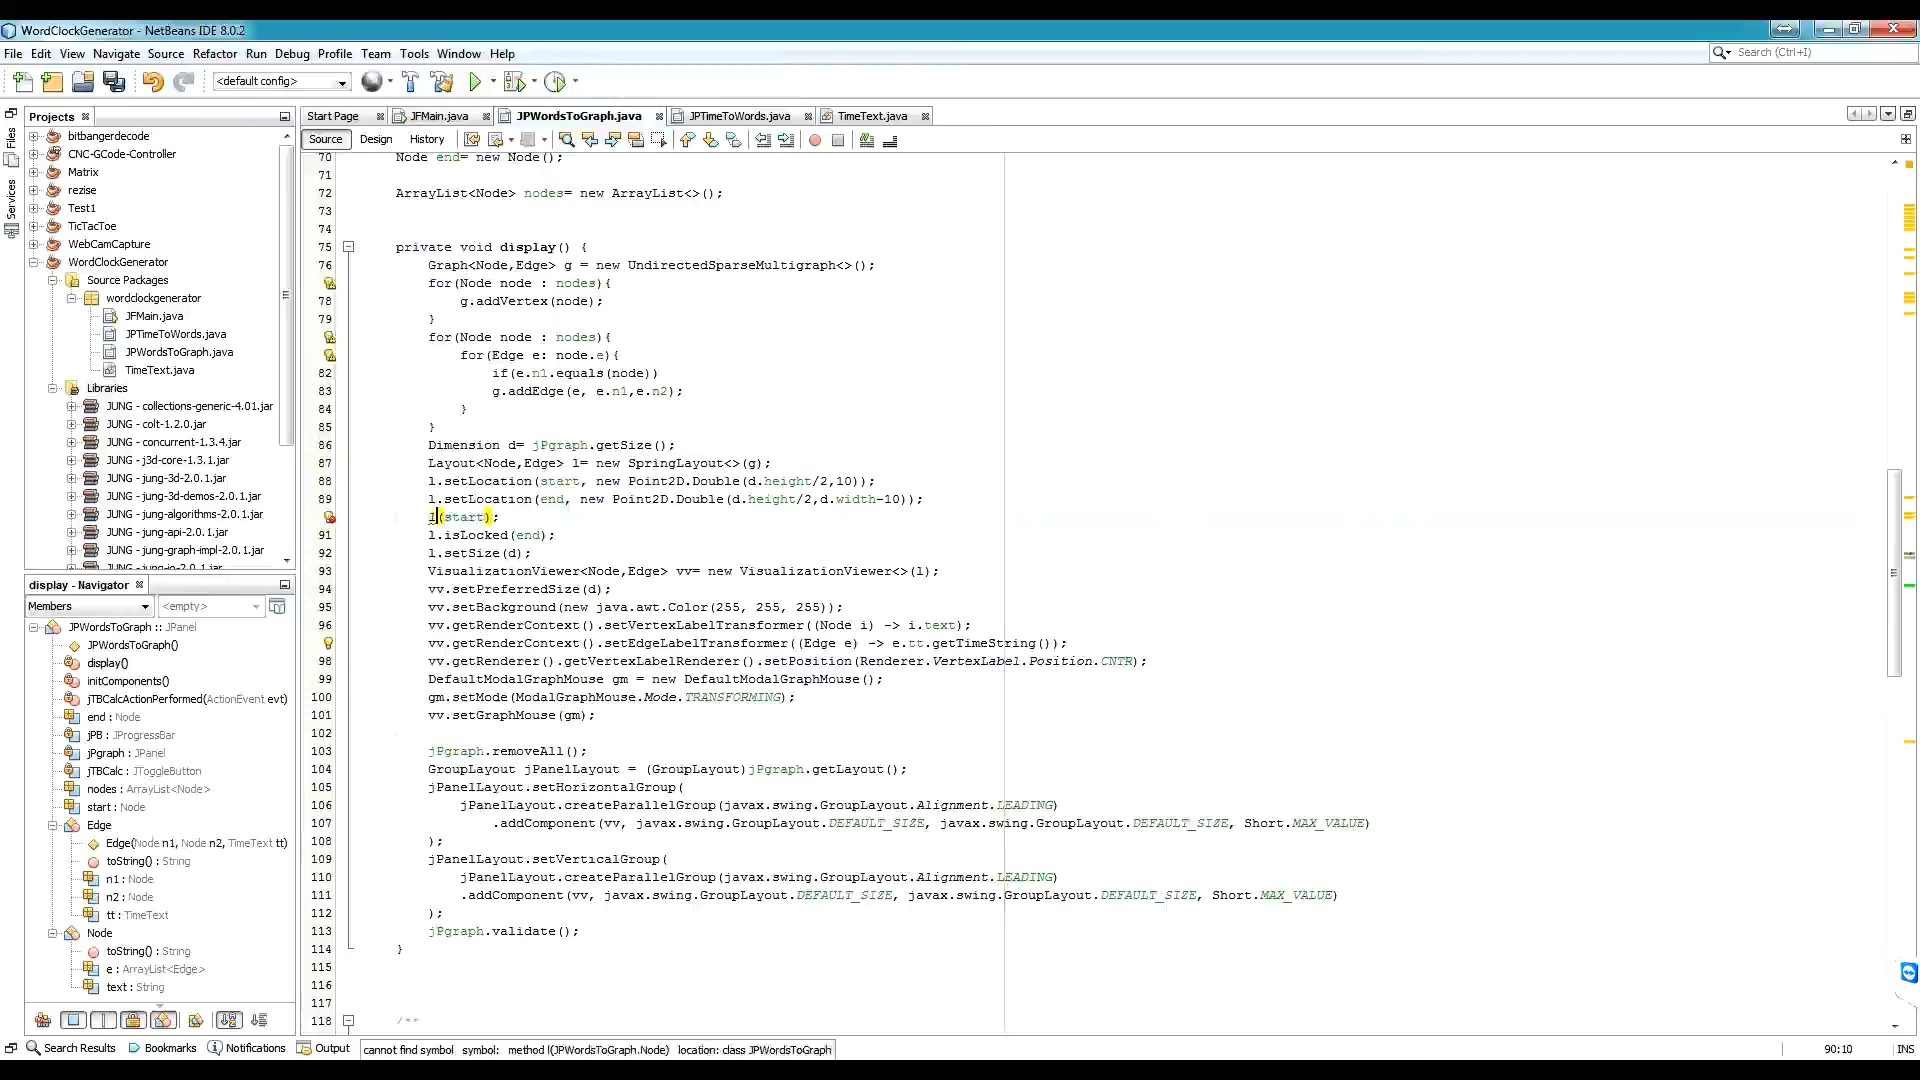 WordClockGenerator - NetBeans IDE 8.0.2
File Edit View Navigate Source Refactor Run Debug Profile Team Tools Window Help
Search (Ctrl+I)
<default config>
Files
Services
Projects
bitbangerdecode
CNC-GCode-Controller
Matrix
rezise
Test1
TicTacToe
WebCamCapture
WordClockGenerator
Source Packages
wordclockgenerator
JFMain.java
JPTimeToWords.java
JPWordsToGraph.java
TimeText.java
Libraries
JUNG - collections-generic-4.01.jar
JUNG - colt-1.2.0.jar
JUNG - concurrent-1.3.4.jar
JUNG - j3d-core-1.3.1.jar
JUNG - jung-3d-2.0.1.jar
JUNG - jung-3d-demos-2.0.1.jar
JUNG - jung-algorithms-2.0.1.jar
JUNG - jung-api-2.0.1.jar
JUNG - jung-graph-impl-2.0.1.jar
JUNG - jung-io-2.0.1.jar
display - Navigator
Members <empty>
JPWordsToGraph :: JPanel
JPWordsToGraph()
display()
initComponents()
jTBCalcActionPerformed(ActionEvent evt)
end : Node
jPB : JProgressBar
jPgraph : JPanel
jTBCalc : JToggleButton
nodes : ArrayList<Node>
start : Node
Edge
Edge(Node n1, Node n2, TimeText tt)
toString() : String
n1 : Node
n2 : Node
tt : TimeText
Node
toString() : String
e : ArrayList<Edge>
text : String
Start Page JFMain.java JPWordsToGraph.java JPTimeToWords.java TimeText.java
Source Design History
70 Node end= new Node();
71
72 ArrayList<Node> nodes= new ArrayList<>();
73
74
75 private void display() {
76 Graph<Node,Edge> g = new UndirectedSparseMultigraph<>();
for(Node node : nodes){
78 g.addVertex(node);
79 }
for(Node node : nodes){
for(Edge e: node.e){
82 if(e.n1.equals(node))
83 g.addEdge(e, e.n1,e.n2);
84 }
85 }
86 Dimension d= jPgraph.getSize();
87 Layout<Node,Edge> l= new SpringLayout<>(g);
88 l.setLocation(start, new Point2D.Double(d.height/2,10));
89 l.setLocation(end, new Point2D.Double(d.height/2,d.width-10));
l(start);
91 l.isLocked(end);
92 l.setSize(d);
93 VisualizationViewer<Node,Edge> vv= new VisualizationViewer<>(l);
94 vv.setPreferredSize(d);
95 vv.setBackground(new java.awt.Color(255, 255, 255));
96 vv.getRenderContext().setVertexLabelTransformer((Node i) -> i.text);
vv.getRenderContext().setEdgeLabelTransformer((Edge e) -> e.tt.getTimeString());
98 vv.getRenderer().getVertexLabelRenderer().setPosition(Renderer.VertexLabel.Position.CNTR);
99 DefaultModalGraphMouse gm = new DefaultModalGraphMouse();
100 gm.setMode(ModalGraphMouse.Mode.TRANSFORMING);
101 vv.setGraphMouse(gm);
102
103 jPgraph.removeAll();
104 GroupLayout jPanelLayout = (GroupLayout)jPgraph.getLayout();
105 jPanelLayout.setHorizontalGroup(
106 jPanelLayout.createParallelGroup(javax.swing.GroupLayout.Alignment.LEADING)
107 .addComponent(vv, javax.swing.GroupLayout.DEFAULT_SIZE, javax.swing.GroupLayout.DEFAULT_SIZE, Short.MAX_VALUE)
108 );
109 jPanelLayout.setVerticalGroup(
110 jPanelLayout.createParallelGroup(javax.swing.GroupLayout.Alignment.LEADING)
111 .addComponent(vv, javax.swing.GroupLayout.DEFAULT_SIZE, javax.swing.GroupLayout.DEFAULT_SIZE, Short.MAX_VALUE)
112 );
113 jPgraph.validate();
114 }
115
116
117
118 /**
Search Results Bookmarks Notifications Output cannot find symbol symbol: method l(JPWordsToGraph.Node) location: class JPWordsToGraph 90:10 INS